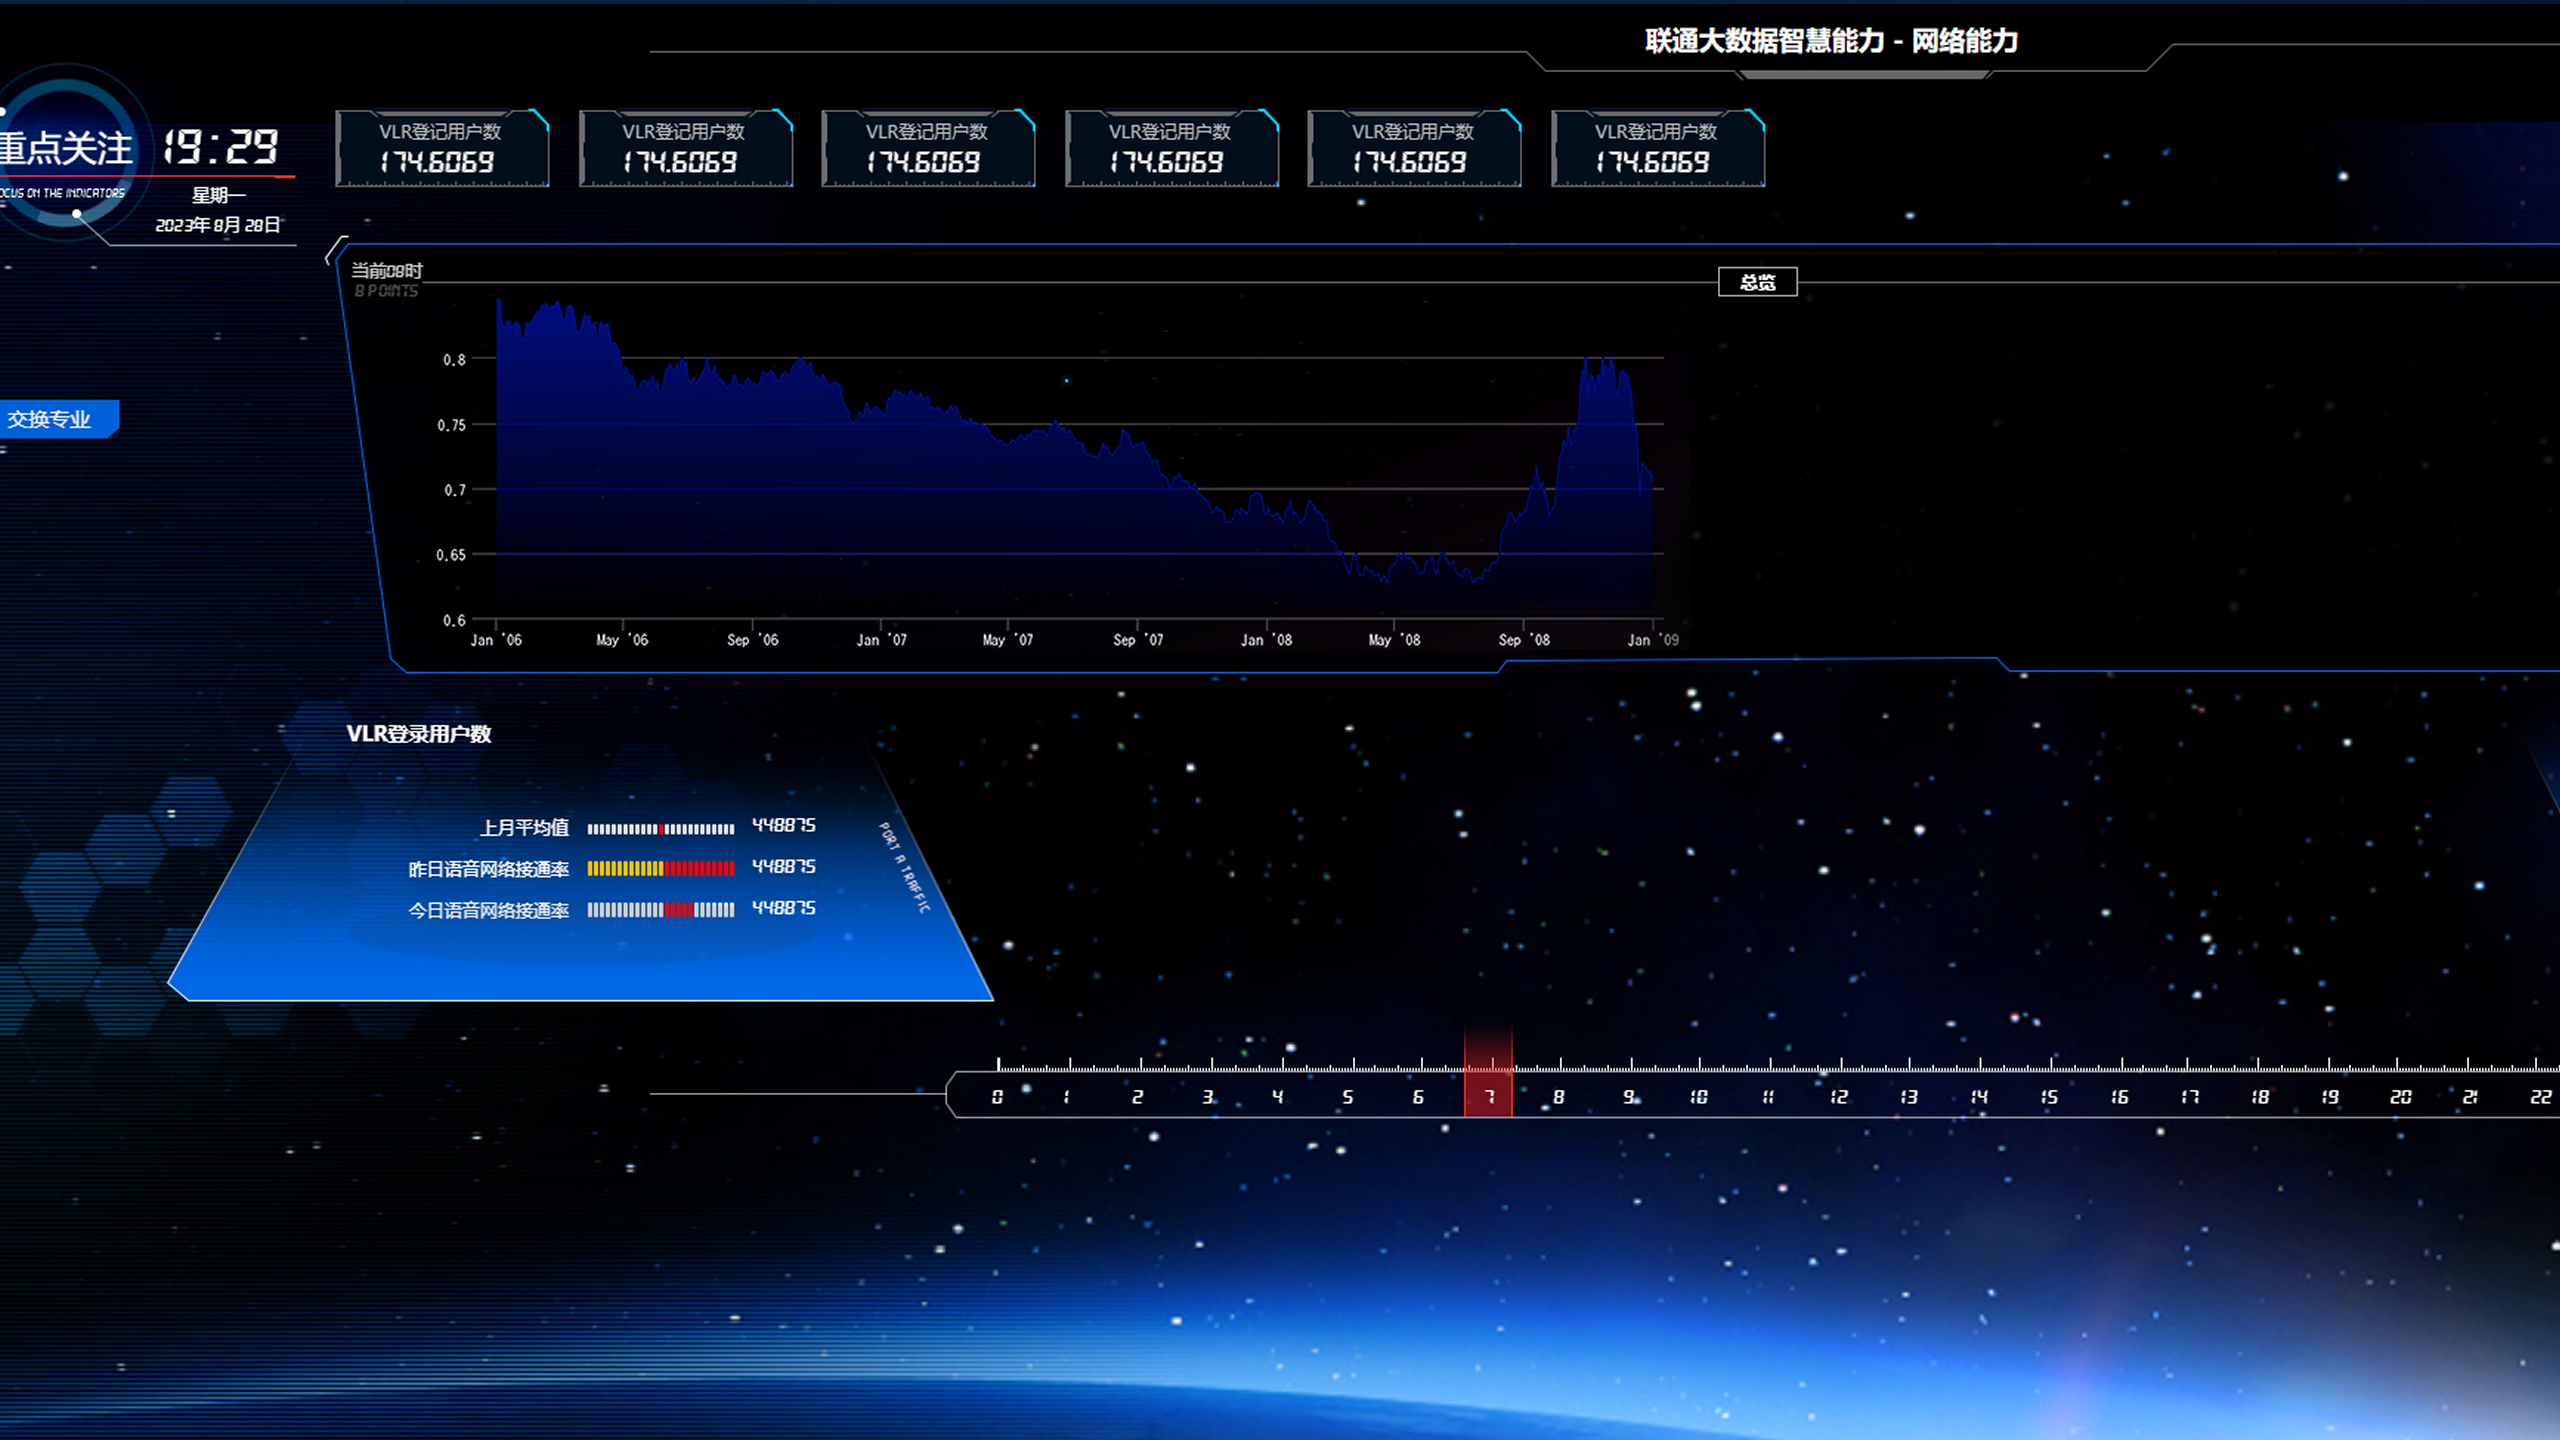 联通大数据智慧能力 - 网络能力
重点关注
19:29
OCUS ON THE INDICATORS
星期一
2023年8月28日
VLR登记用户数
174.6069
VLR登记用户数
174.6069
VLR登记用户数
174.6069
VLR登记用户数
174.6069
VLR登记用户数
174.6069
VLR登记用户数
174.6069
当前08时
8 POINTS
总览
交换专业
0.8
0.75
0.7
0.65
0.6
Jan '06 May '06 Sep '06 Jan '07 May '07 Sep '07 Jan '08 May '08 Sep '08 Jan '09
VLR登录用户数
上月平均值 448875
昨日语音网络接通率 448875
今日语音网络接通率 448875
PORT A TRAFFIC
0 1 2 3 4 5 6 7 8 9 10 11 12 13 14 15 16 17 18 19 20 21 22